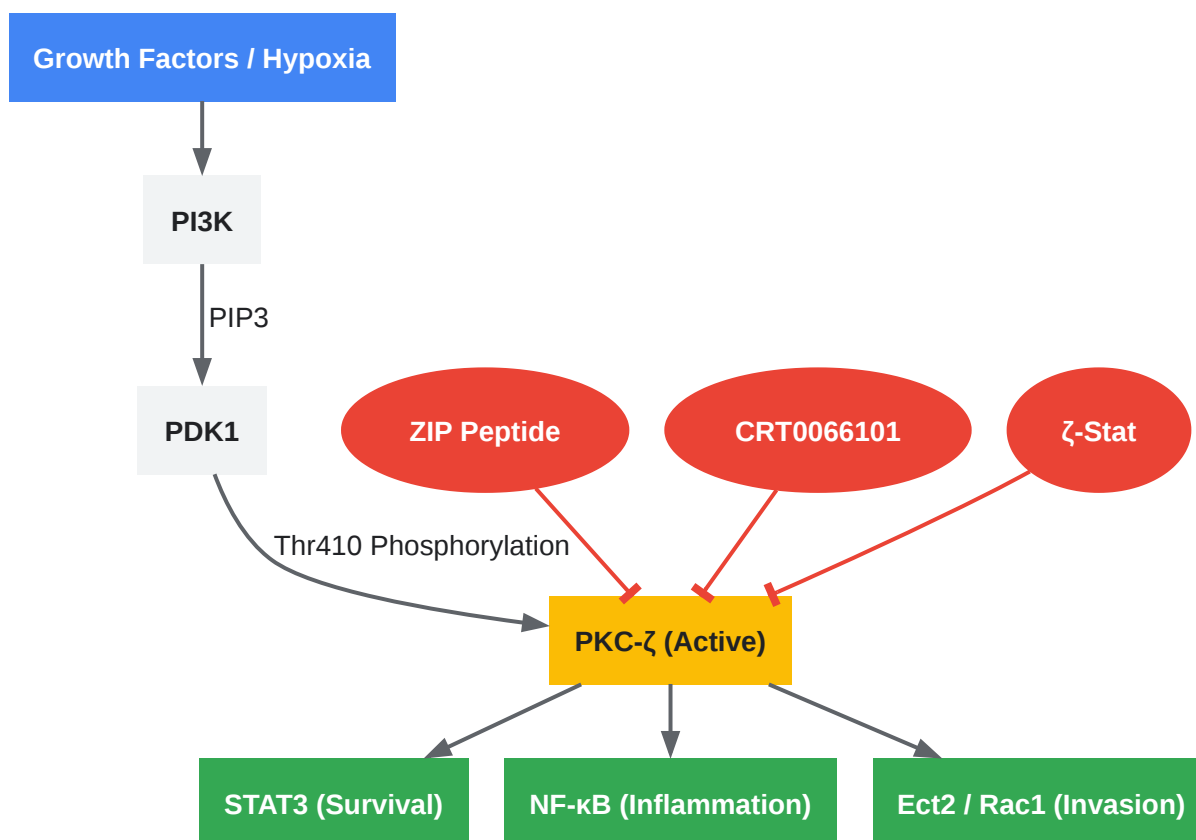 Growth Factors / Hypoxia
PI3K
PIP3
PDK1
ZIP Peptide
CRT0066101
ζ-Stat
Thr410 Phosphorylation
PKC-ζ (Active)
STAT3 (Survival)
NF-κB (Inflammation)
Ect2 / Rac1 (Invasion)